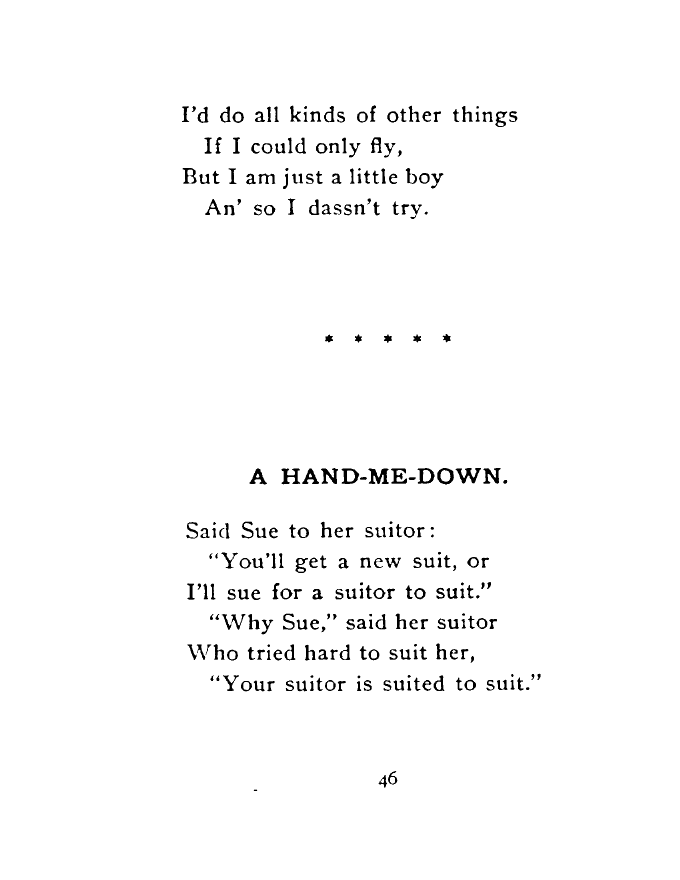 I'd do all kinds of other things
If I could only fly,
But I am just a little boy
An' so I dassn't try.
* * * * *
A HAND-ME-DOWN.
Said Sue to her suitor:
"You'll get a new suit, or
I'll sue for a suitor to suit."
"Why Sue," said her suitor
Who tried hard to suit her,
"Your suitor is suited to suit."
46